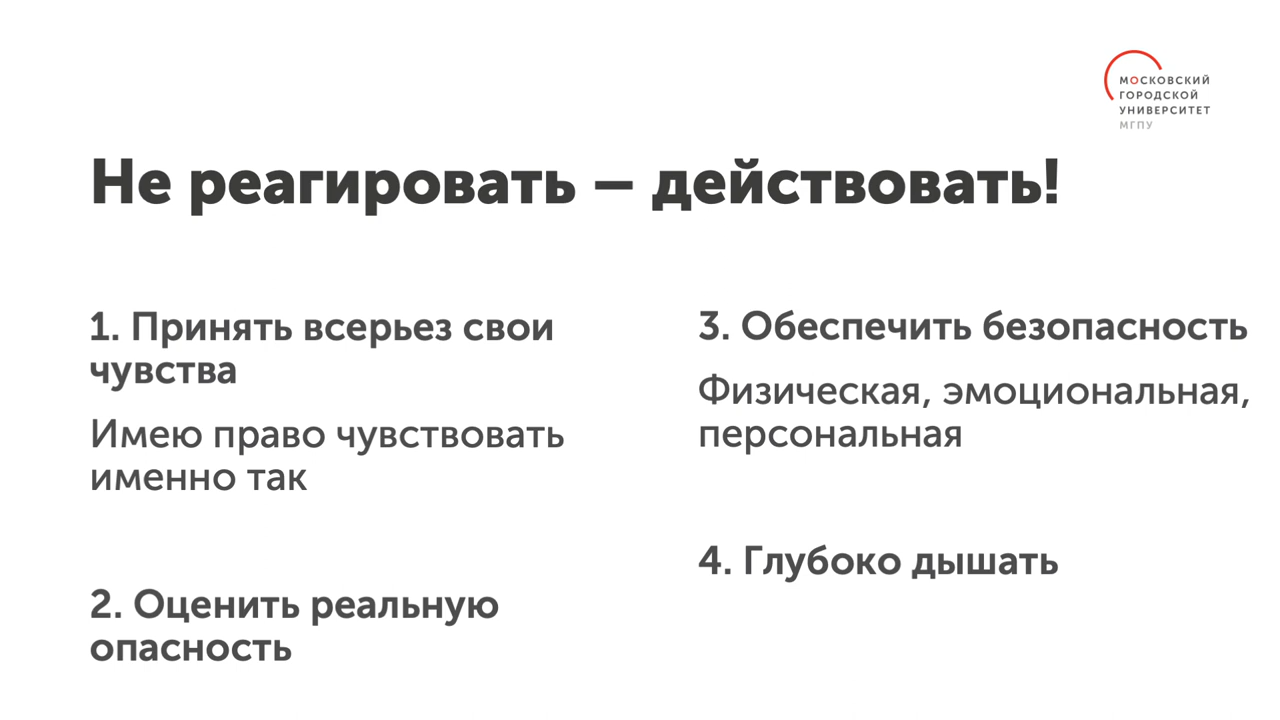 МОСКОВСКИЙ
ГОРОДСКОЙ
УНИВЕРСИТЕТ
МГПУ
Не реагировать – действовать!
1. Принять всерьез свои
чувства
Имею право чувствовать
именно так
2. Оценить реальную
опасность
3. Обеспечить безопасность
Физическая, эмоциональная,
персональная
4. Глубоко дышать